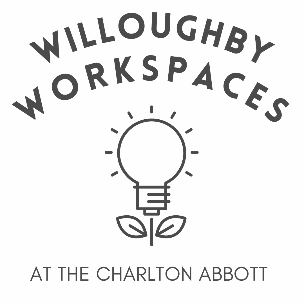 WILLOUGHBY
WORKSPACES
AT THE CHARLTON ABBOTT